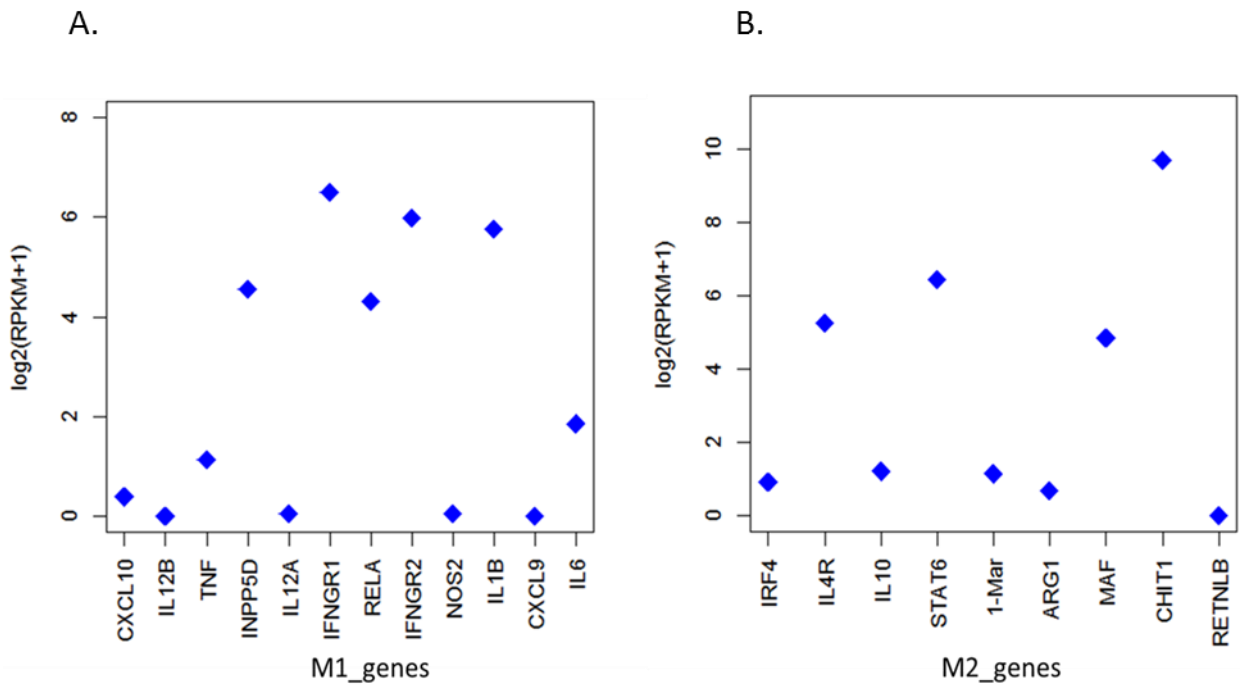 A.
B.
log2(RPKM+1)
8
6
4
2
0
CXCL10
IL12B
TNF
INPP5D
IL12A
IFNGR1
RELA
IFNGR2
NOS2
IL1B
CXCL9
IL6
M1_genes
log2(RPKM+1)
10
8
6
4
2
0
IRF4
IL4R
IL10
STAT6
1-Mar
ARG1
MAF
CHIT1
RETNLB
M2_genes